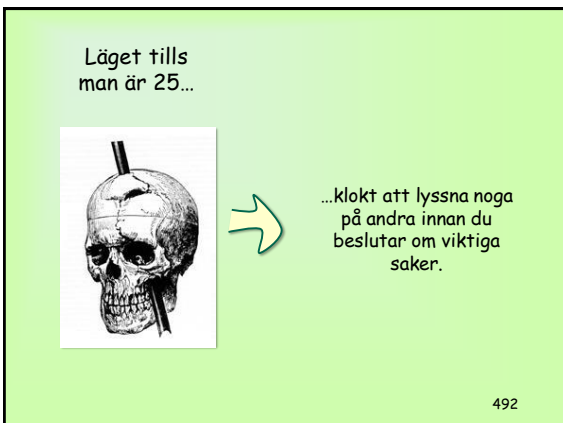 Läget tills
man är 25…
…klokt att lyssna noga
på andra innan du
beslutar om viktiga
saker.
492